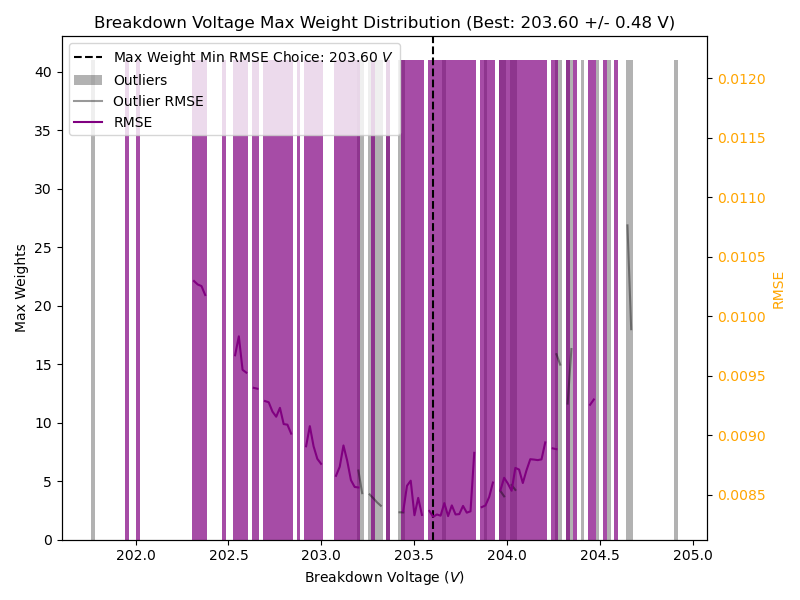 Breakdown Voltage Max Weight Distribution (Best: 203.60 +/- 0.48 V)
Max Weight Min RMSE Choice: 203.60 V
Outliers
Outlier RMSE
RMSE
Max Weights
40
35
30
25
20
15
10
5
0
0.0120
0.0115
0.0110
0.0105
0.0100
0.0095
0.0090
0.0085
RMSE
202.0 202.5 203.0 203.5 204.0 204.5 205.0
Breakdown Voltage (V)